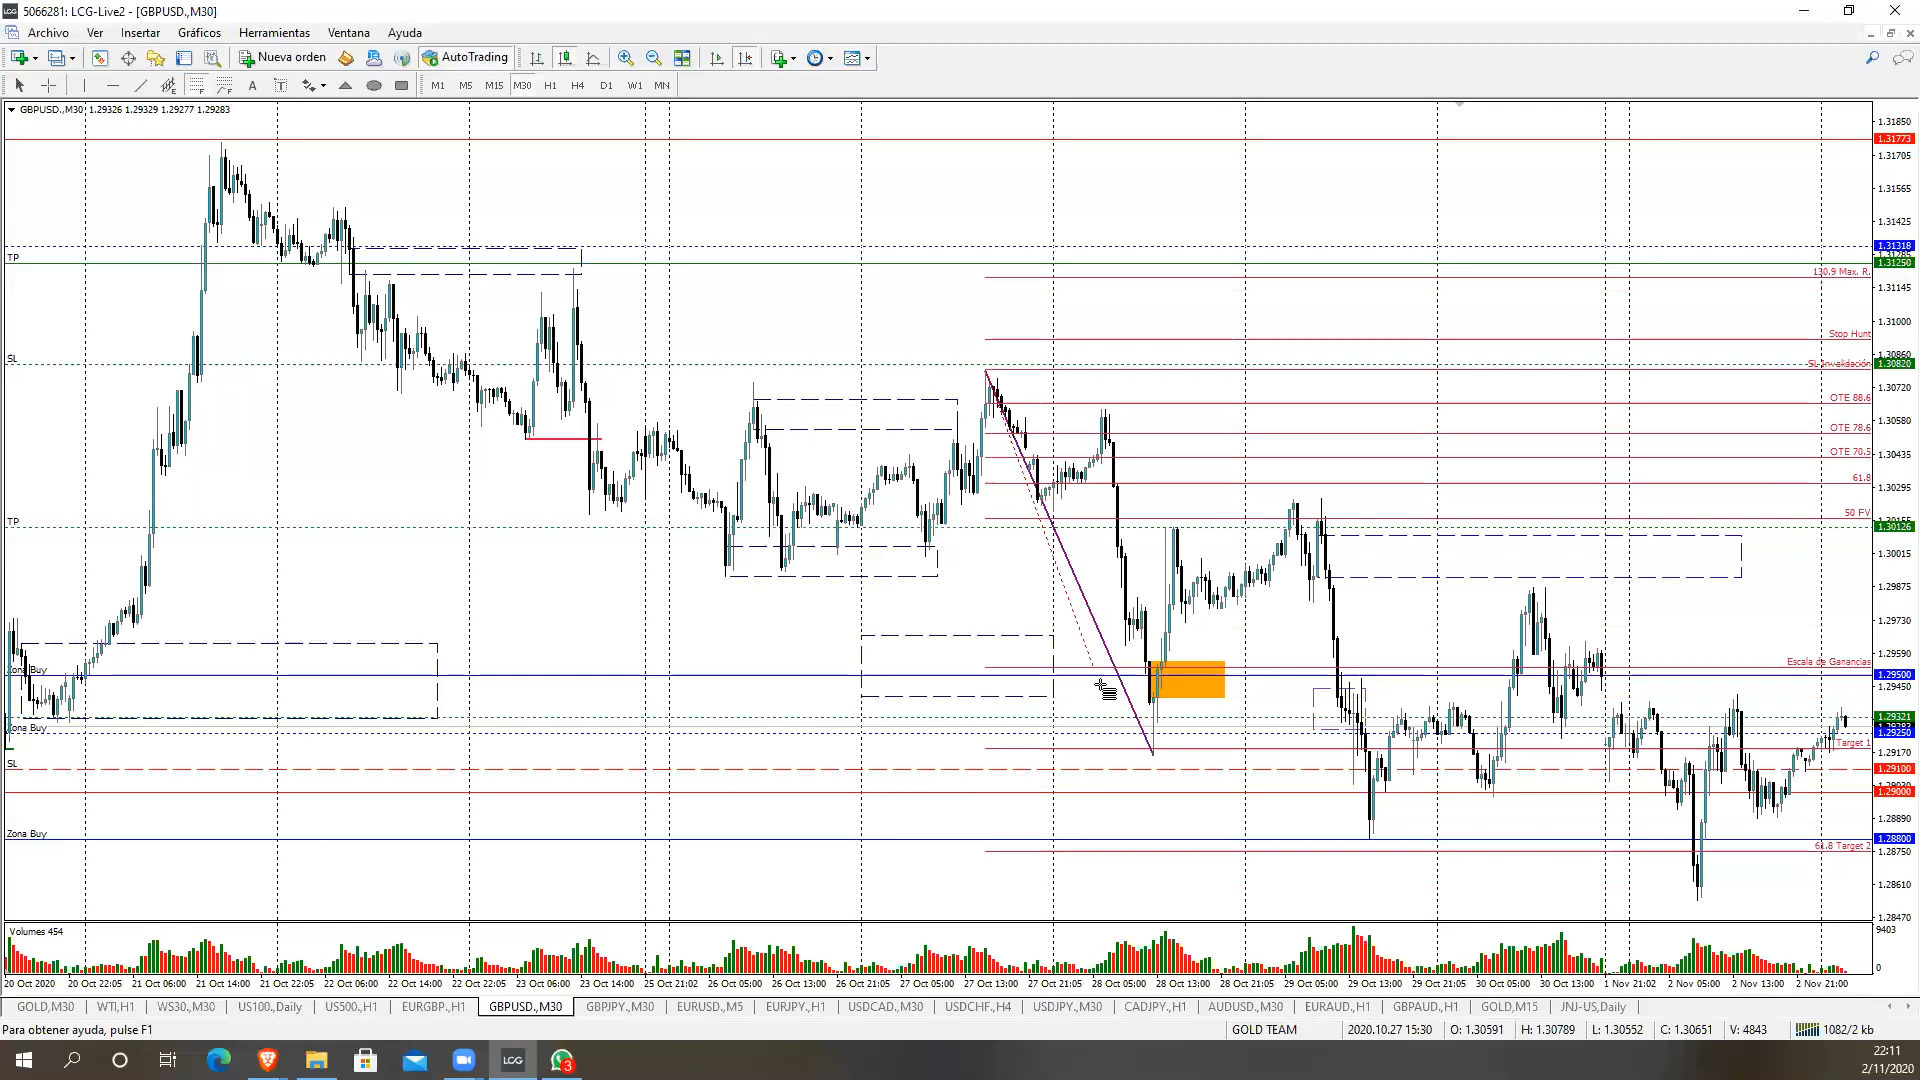 5066281: LCG-Live2 - [GBPUSD.,M30]
Archivo Ver Insertar Gráficos Herramientas Ventana Ayuda
Nueva orden AutoTrading
M1 M5 M15 M30 H1 H4 D1 W1 MN
GBPUSD.,M30 1.29326 1.29329 1.29277 1.29283
1.31850
1.31773
1.31705
1.31565
1.31425
1.31318
TP
1.31250
130.9 Max. R.
1.31145
1.31000
Stop Hunt
1.30860
SL
SL Invalidación
1.30820
1.30720
OTE 88.6
1.30580
OTE 78.6
OTE 70.5
1.30435
61.8
1.30295
50 FV
TP
1.30126
1.30015
1.29875
1.29730
1.29590
Escala de Ganancias
Zona Buy
1.29500
1.29450
1.29321
Zona Buy
1.29250
Target 1
1.29170
SL
1.29100
1.29000
1.28890
Zona Buy
1.28800
61.8 Target 2
1.28750
1.28610
1.28470
Volumes 454
9403
0
20 Oct 2020 20 Oct 22:05 21 Oct 06:00 21 Oct 14:00 21 Oct 22:05 22 Oct 06:00 22 Oct 14:00 22 Oct 22:05 23 Oct 06:00 23 Oct 14:00 25 Oct 21:02 26 Oct 05:00 26 Oct 13:00 26 Oct 21:05 27 Oct 05:00 27 Oct 13:00 27 Oct 21:05 28 Oct 05:00 28 Oct 13:00 28 Oct 21:05 29 Oct 05:00 29 Oct 13:00 29 Oct 21:05 30 Oct 05:00 30 Oct 13:00 1 Nov 21:02 2 Nov 05:00 2 Nov 13:00 2 Nov 21:00
GOLD,M30 WTI,H1 WS30,M30 US100.,Daily US500.,H1 EURGBP.,H1 GBPUSD.,M30 GBPJPY.,M30 EURUSD.,M5 EURJPY.,H1 USDCAD.,M30 USDCHF.,H4 USDJPY.,M30 CADJPY.,H1 AUDUSD.,M30 EURAUD.,H1 GBPAUD.,H1 GOLD.,M15 JNJ-US,Daily
Para obtener ayuda, pulse F1 GOLD TEAM 2020.10.27 15:30 O: 1.30591 H: 1.30789 L: 1.30552 C: 1.30651 V: 4843 1082/2 kb
LCG 3
22:11
2/11/2020